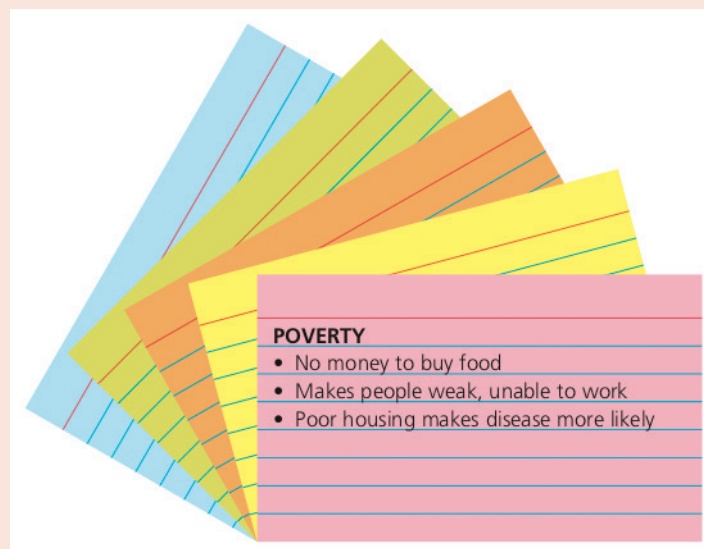 POVERTY
• No money to buy food
• Makes people weak, unable to work
• Poor housing makes disease more likely